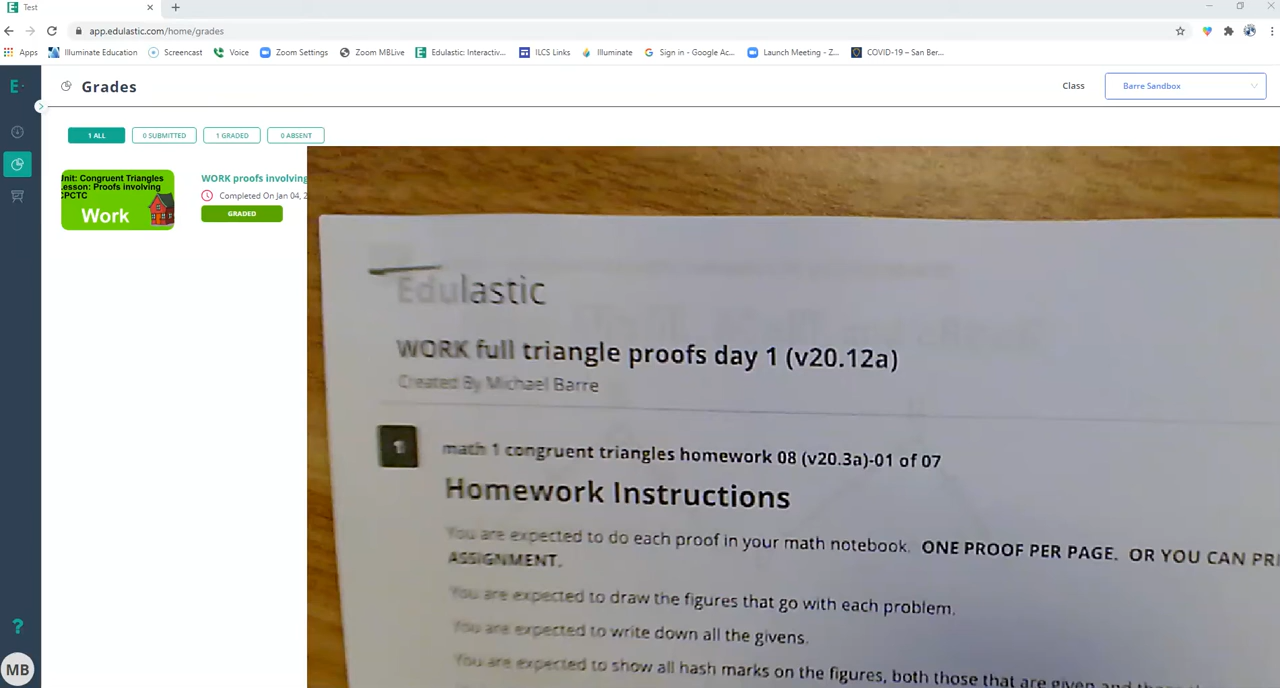 Test
app.edulastic.com/home/grades
Apps Illuminate Education Screencast Voice Zoom Settings Zoom MBLive Edulastic: Interactiv... ILCS Links Illuminate Sign in - Google Ac... Launch Meeting - Z... COVID-19 – San Ber...
E
Grades
Class
Barre Sandbox
1 ALL 0 SUBMITTED 1 GRADED 0 ABSENT
Unit: Congruent Triangles
Lesson: Proofs involving
CPCTC
Work
WORK proofs involving
Completed On Jan 04, 2
GRADED
?
MB
Edulastic
WORK full triangle proofs day 1 (v20.12a)
Created By Michael Barre
1
math 1 congruent triangles homework 08 (v20.3a)-01 of 07
Homework Instructions
You are expected to do each proof in your math notebook. ONE PROOF PER PAGE. OR YOU CAN PRI
ASSIGNMENT.
You are expected to draw the figures that go with each problem.
You are expected to write down all the givens.
You are expected to show all hash marks on the figures, both those that are given and